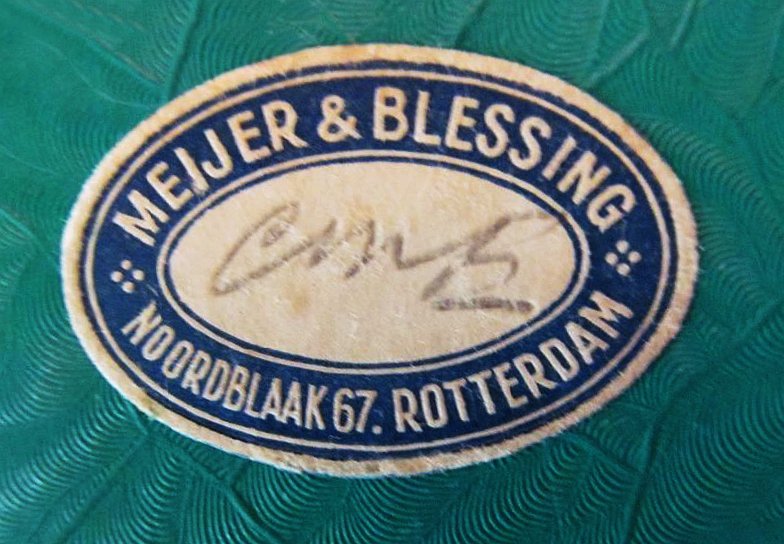 MEIJER & BLESSING
NOORDBLAAK 67. ROTTERDAM